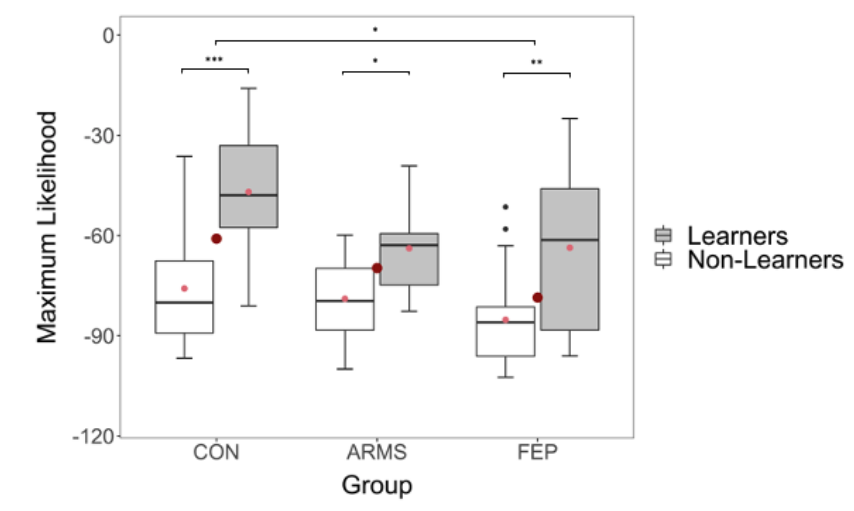 0
-30
-60
-90
-120
Maximum Likelihood
*
***
*
**
CON
ARMS
FEP
Group
Learners
Non-Learners